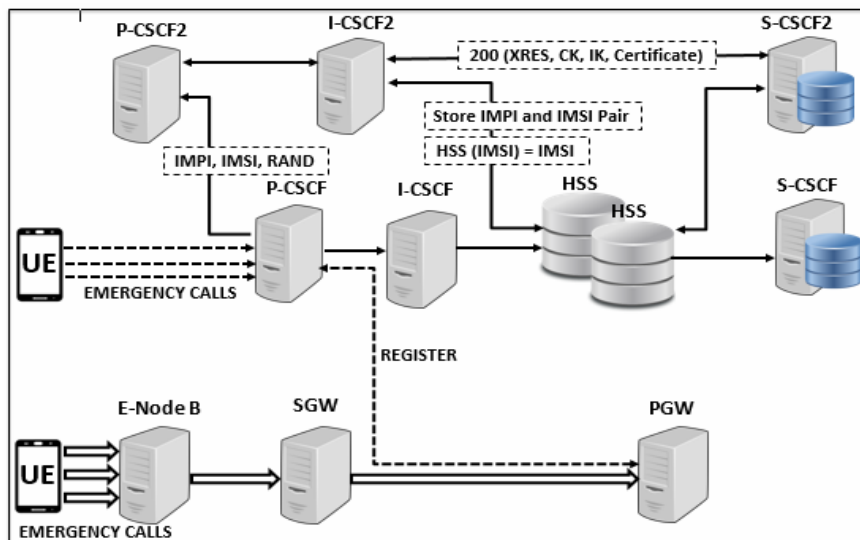 P-CSCF2
I-CSCF2
S-CSCF2
200 (XRES, CK, IK, Certificate)
Store IMPI and IMSI Pair
HSS (IMSI) = IMSI
IMPI, IMSI, RAND
P-CSCF
I-CSCF
HSS
HSS
S-CSCF
UE
EMERGENCY CALLS
REGISTER
E-Node B
SGW
PGW
UE
EMERGENCY CALLS